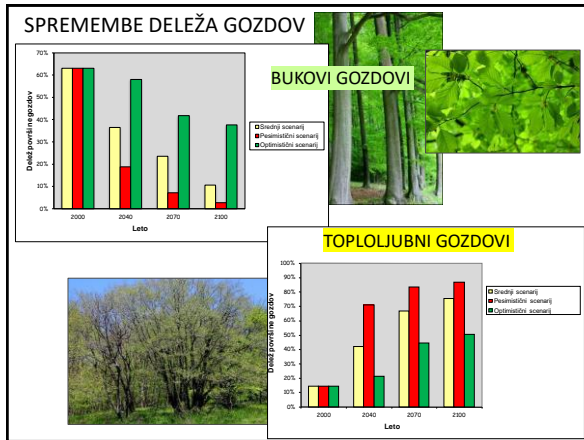 SPREMEMBE DELEŽA GOZDOV
BUKOVI GOZDOVI
70%
60%
50%
40%
30%
20%
10%
0%
Delež površine gozdov
2000 2040 2070 2100
Leto
Srednji scenarij
Pesimistični scenarij
Optimistični scenarij
TOPLOLJUBNI GOZDOVI
100%
90%
80%
70%
60%
50%
40%
30%
20%
10%
0%
Delež površine gozdov
2000 2040 2070 2100
Leto
Srednji scenarij
Pesimistični scenarij
Optimistični scenarij